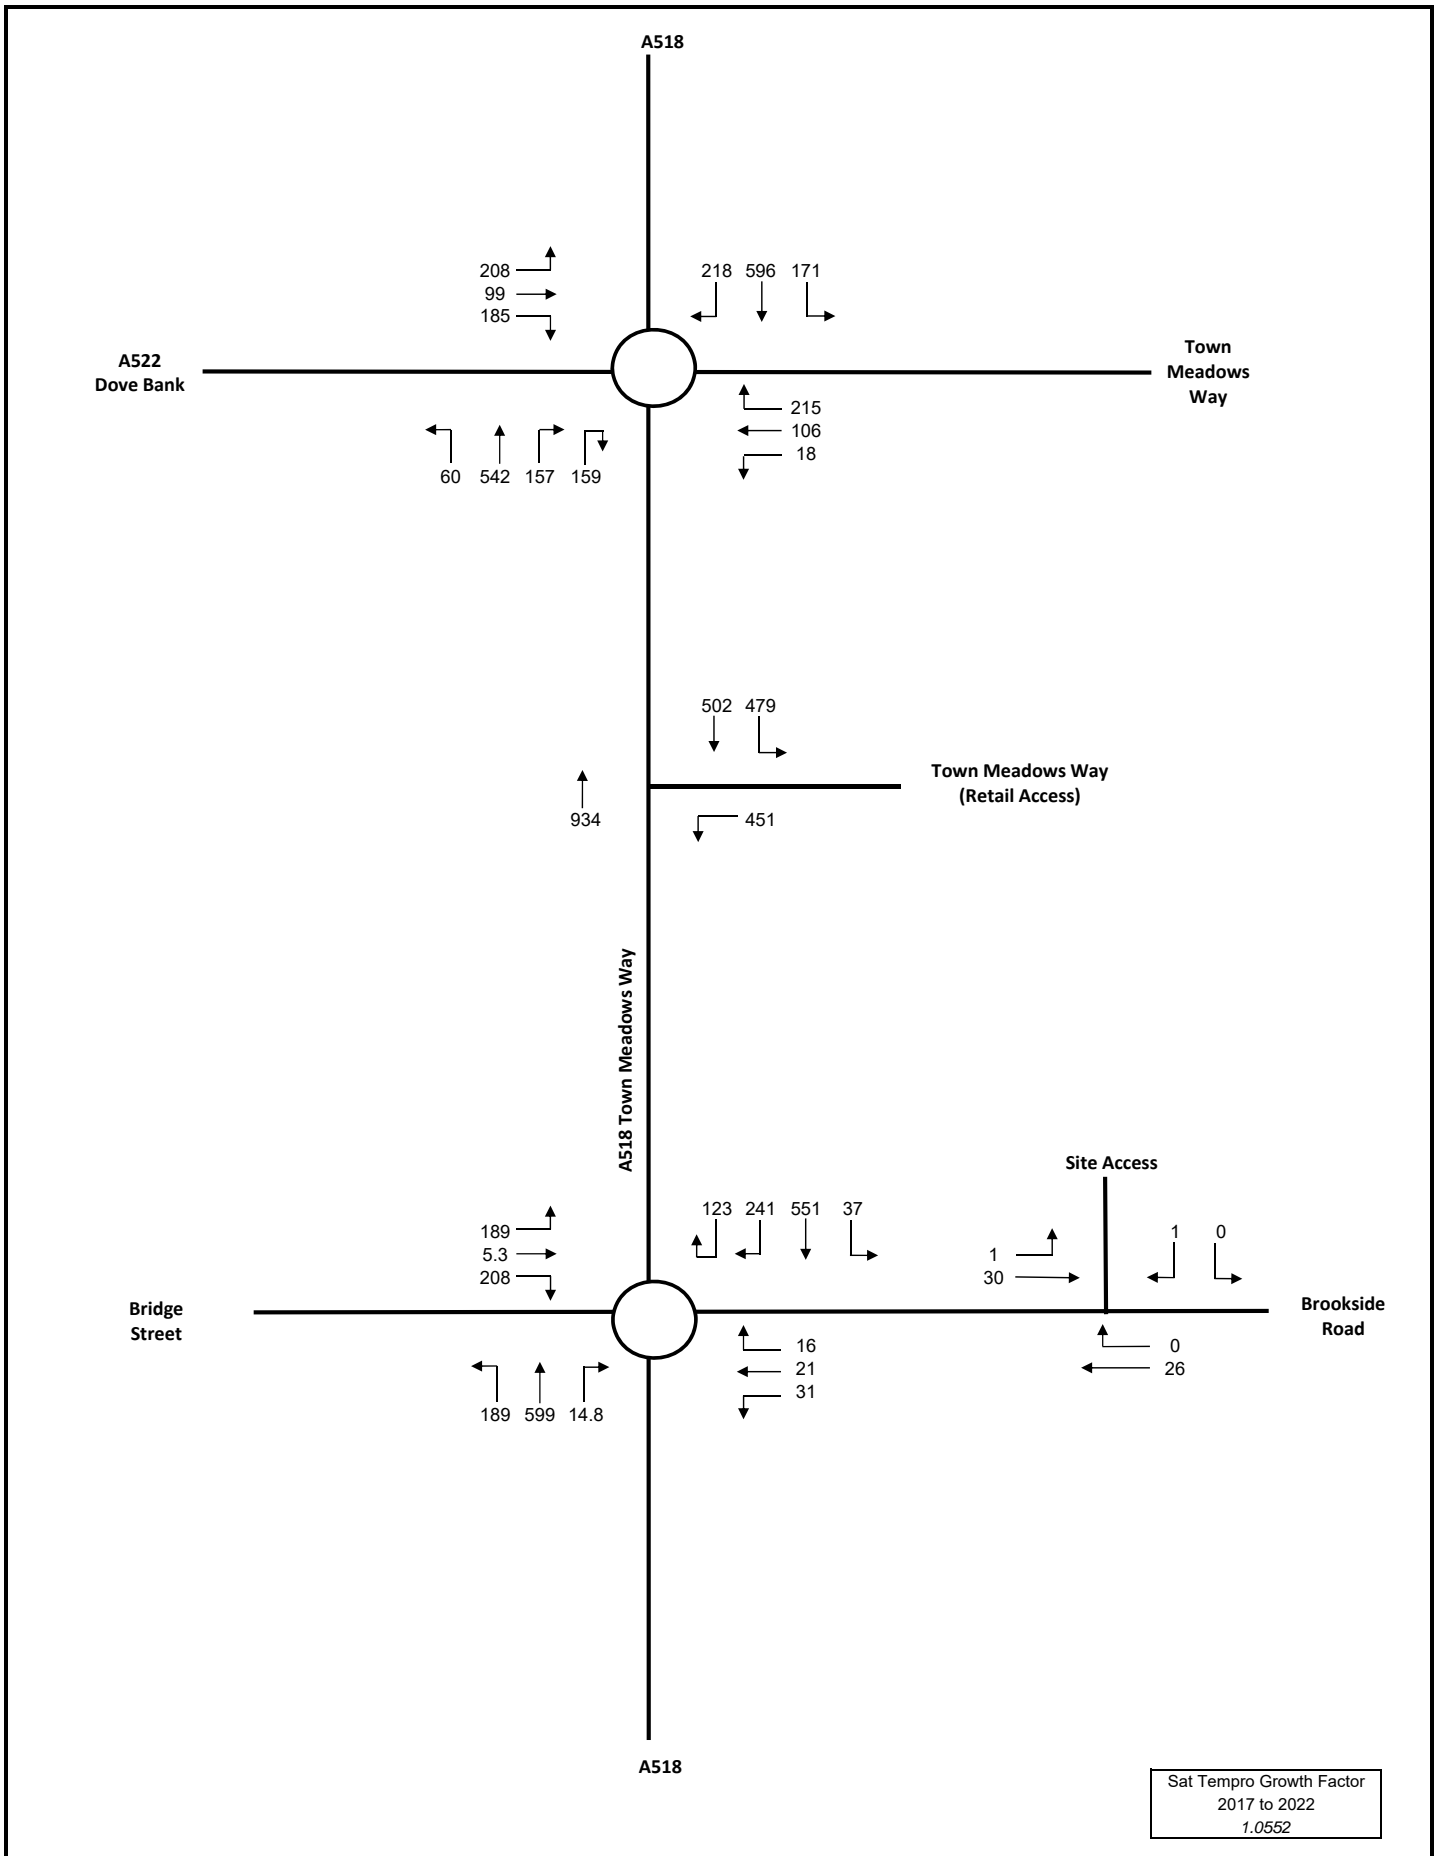 A518
208
99
185
218 596 171
A522
Dove Bank
Town
Meadows
Way
215
106
18
60 542 157 159
502 479
Town Meadows Way
(Retail Access)
934
451
A518 Town Meadows Way
Site Access
123 241 551 37
189
5.3
208
1 0
1
30
Bridge
Street
Brookside
Road
16
21
31
0
26
189 599 14.8
A518
Sat Tempro Growth Factor
2017 to 2022
1.0552